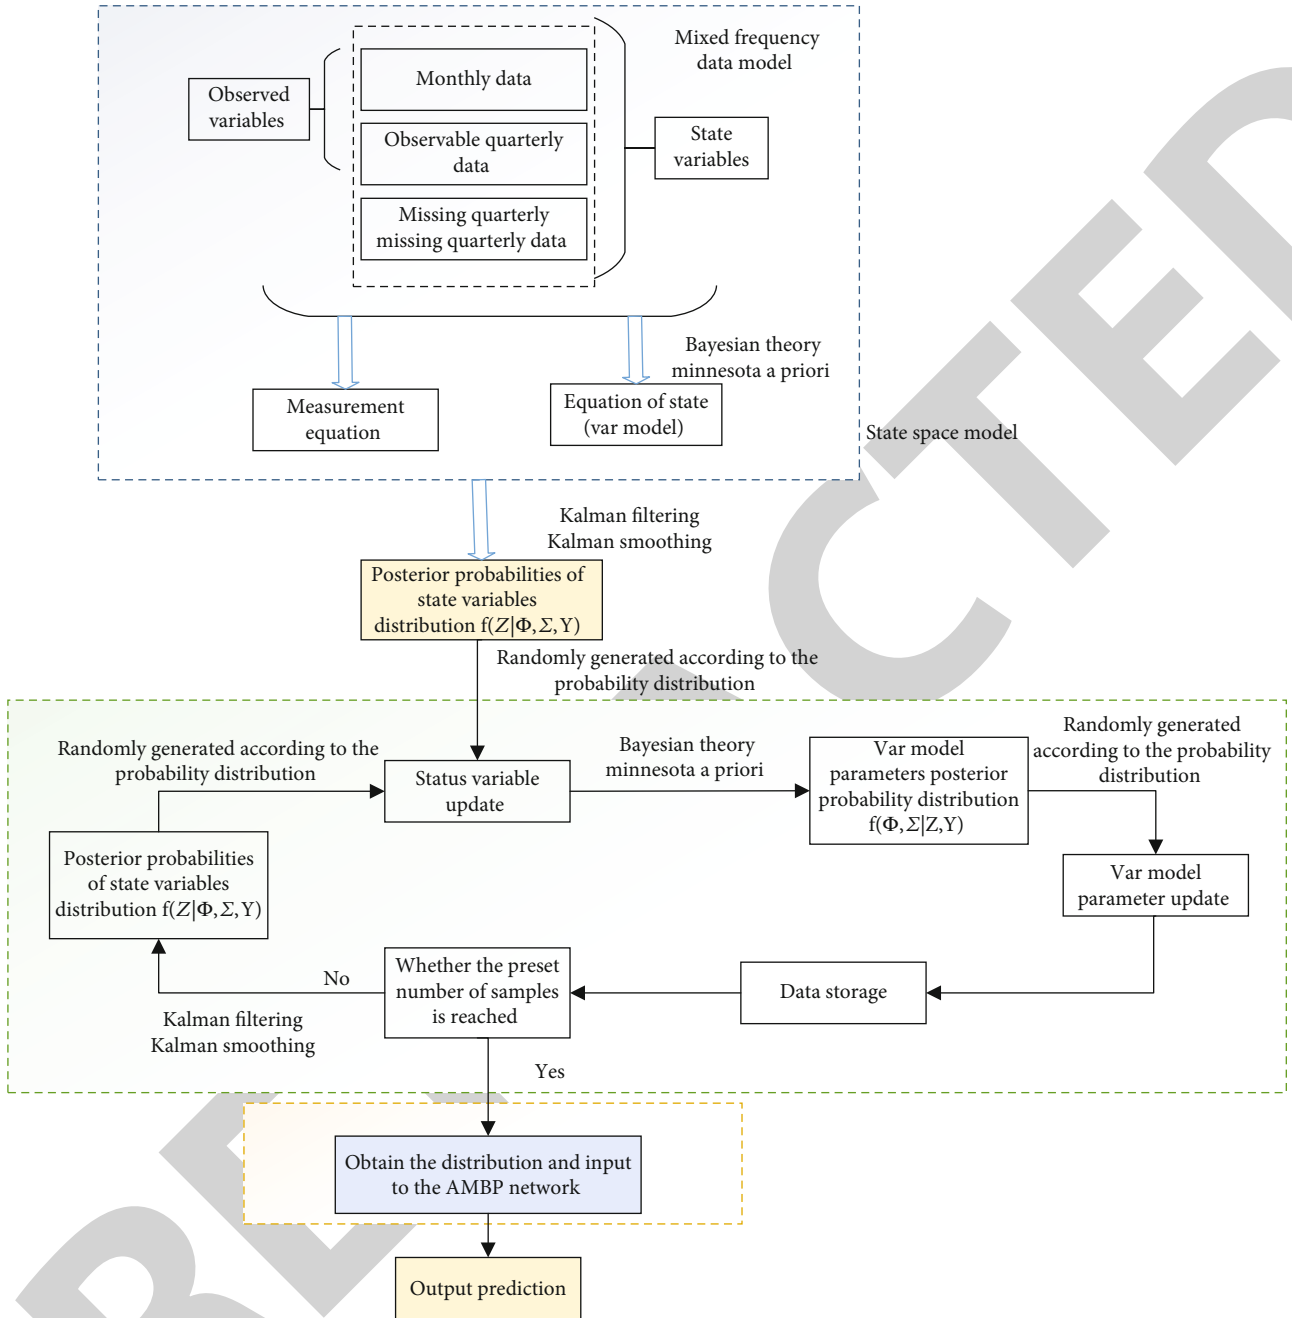 Mixed frequency
data model
Monthly data
Observed
variables
Observable quarterly
data
State
variables
Missing quarterly
missing quarterly data
Bayesian theory
minnesota a priori
Measurement
equation
Equation of state
(var model)
State space model
Kalman filtering
Kalman smoothing
Posterior probabilities of
state variables
distribution f(Z|Φ, Σ, Y)
Randomly generated according to the
probability distribution
Randomly generated according to the
probability distribution
Status variable
update
Bayesian theory
minnesota a priori
Var model
parameters posterior
probability distribution
f(Φ, Σ|Z,Y)
Randomly generated
according to the probability
distribution
Posterior probabilities
of state variables
distribution f(Z|Φ, Σ, Y)
Var model
parameter update
No
Whether the preset
number of samples
is reached
Data storage
Kalman filtering
Kalman smoothing
Yes
Obtain the distribution and input
to the AMBP network
Output prediction